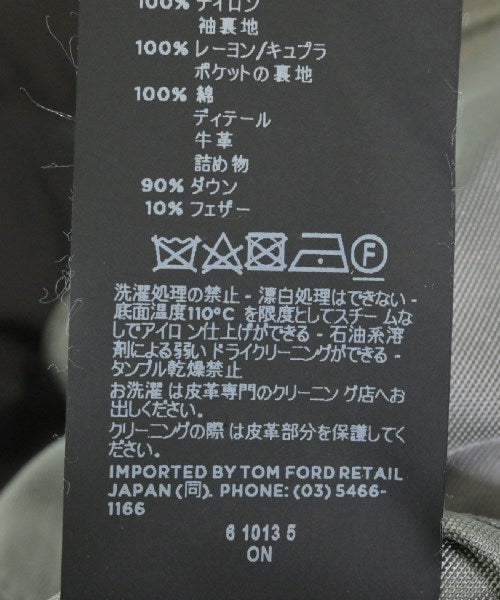 100% ナイロン
袖裏地
100% レーヨン/キュプラ
ポケットの裏地
100% 綿
ディテール
牛革
詰め物
90% ダウン
10% フェザー
F
洗濯処理の禁止 - 漂白処理はできない -
底面温度110°C を限度としてスチームな
しでアイロン仕上げができる - 石油系溶
剤による弱い ドライクリーニングができる -
タンブル乾燥禁止
お洗濯 は皮革専門のクリーニン グ店へお
出しください。
クリーニングの際 は皮革部分を保護してく
ださい。
IMPORTED BY TOM FORD RETAIL
JAPAN (同). PHONE: (03) 5466-
1166
6 1013 5
ON